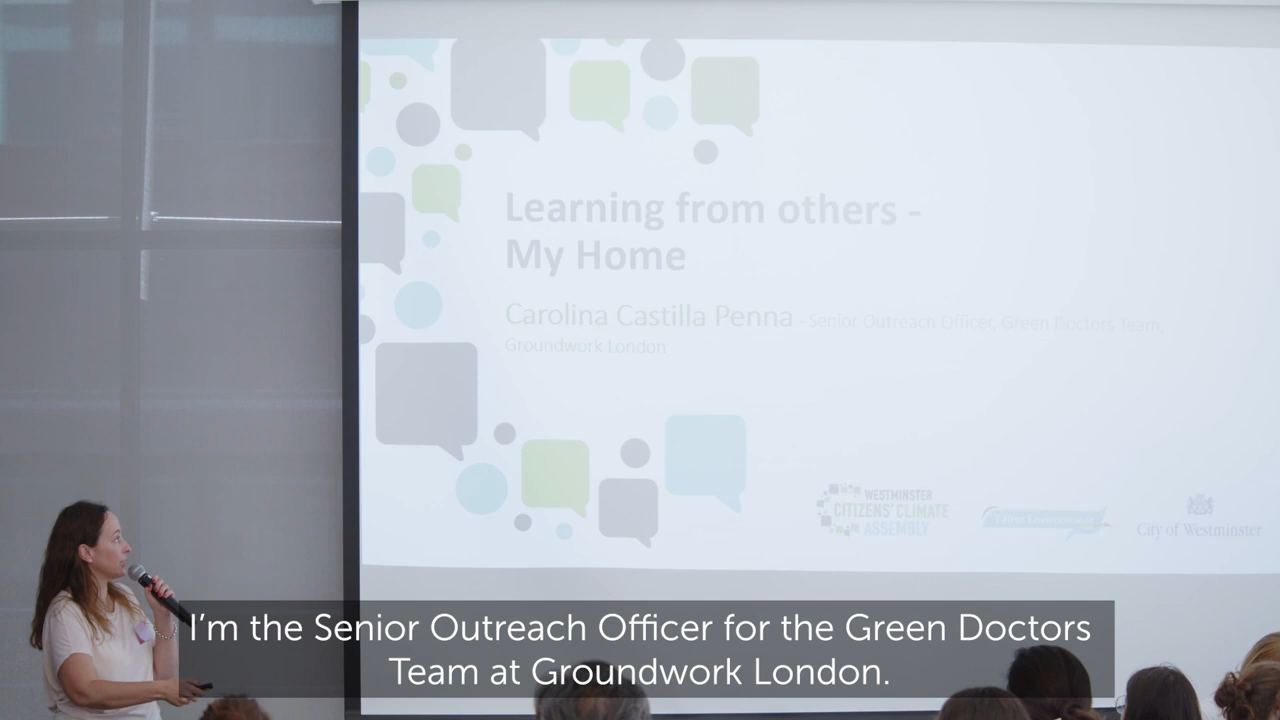 Learning from others -
My Home
Carolina Castilla Penna - Senior Outreach Officer, Green Doctors Team,
Groundwork London
WESTMINSTER
CITIZENS' CLIMATE
ASSEMBLY
City of Westminster
I'm the Senior Outreach Officer for the Green Doctors
Team at Groundwork London.